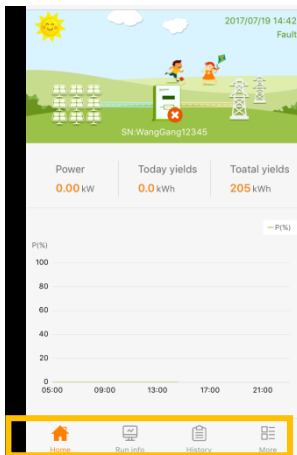 2017/07/19 14:42
Fault
SN:WangGang12345
Power
Today yields
Toatal yields
0.00 kW
0.0 kWh
205 kWh
P(%)
P(%)
100
80
60
40
20
0
05:00 09:00 13:00 17:00 21:00
Home Run info History More